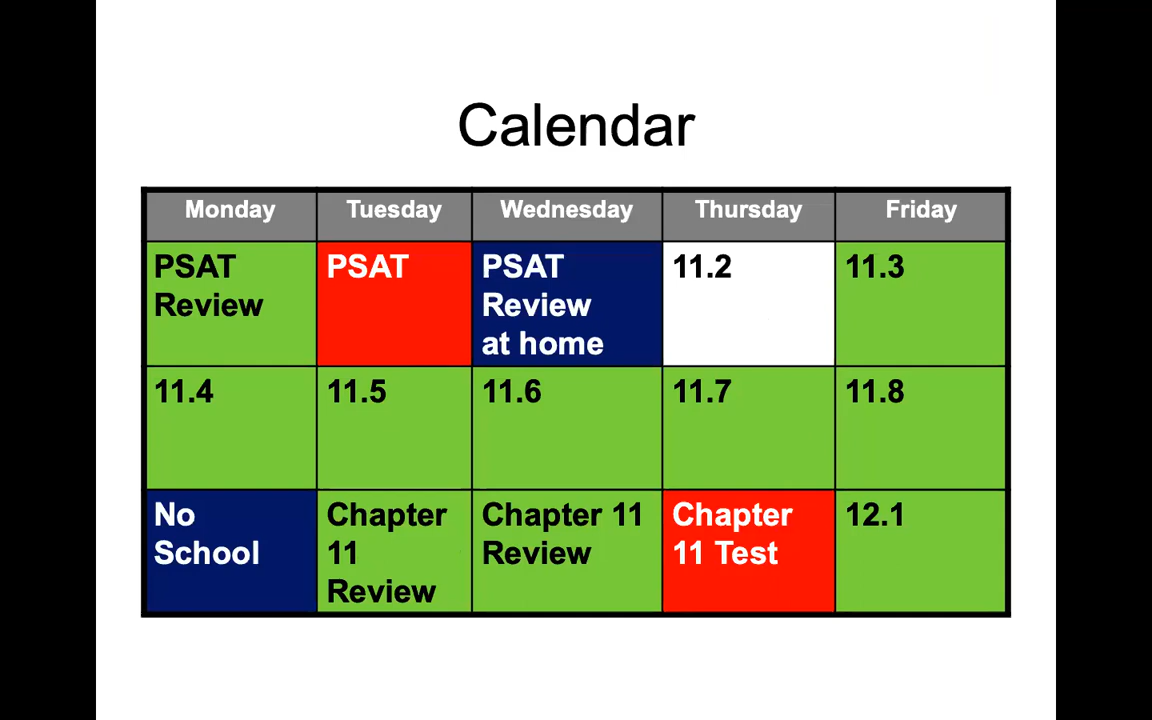 Calendar
Monday Tuesday Wednesday Thursday Friday
PSAT
Review
PSAT
PSAT
Review
at home
11.2
11.3
11.4
11.5
11.6
11.7
11.8
No
School
Chapter
11
Review
Chapter 11
Review
Chapter
11 Test
12.1